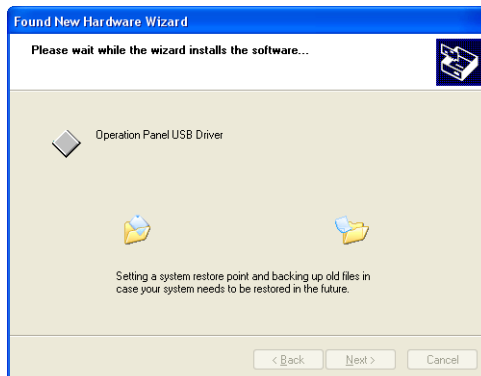 Found New Hardware Wizard
Please wait while the wizard installs the software...
Operation Panel USB Driver
Setting a system restore point and backing up old files in
case your system needs to be restored in the future.
< Back Next > Cancel